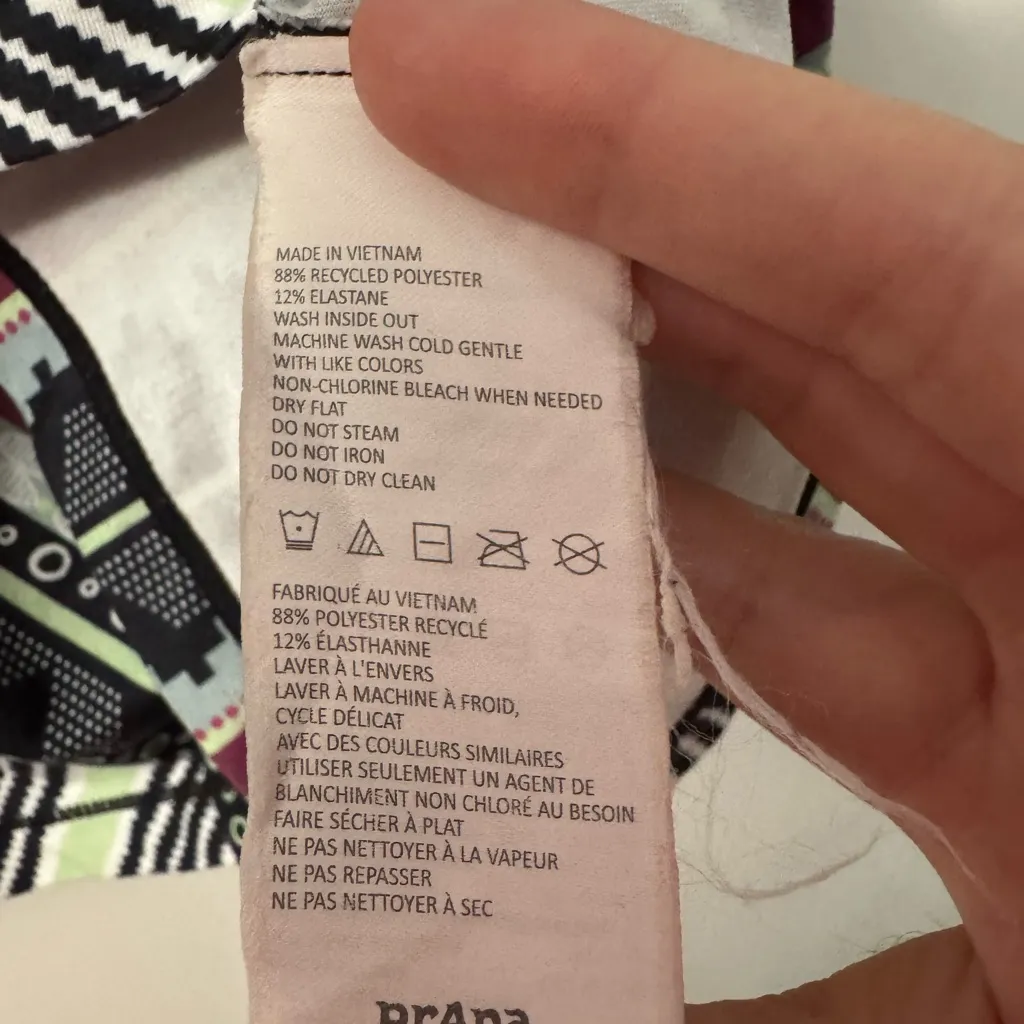 MADE IN VIETNAM
88% RECYCLED POLYESTER
12% ELASTANE
WASH INSIDE OUT
MACHINE WASH COLD GENTLE
WITH LIKE COLORS
NON-CHLORINE BLEACH WHEN NEEDED
DRY FLAT
DO NOT STEAM
DO NOT IRON
DO NOT DRY CLEAN
FABRIQUÉ AU VIETNAM
88% POLYESTER RECYCLÉ
12% ÉLASTHANNE
LAVER À L'ENVERS
LAVER À MACHINE À FROID,
CYCLE DÉLICAT
AVEC DES COULEURS SIMILAIRES
UTILISER SEULEMENT UN AGENT DE
BLANCHIMENT NON CHLORÉ AU BESOIN
FAIRE SÉCHER À PLAT
NE PAS NETTOYER À LA VAPEUR
NE PAS REPASSER
NE PAS NETTOYER À SEC
prAna